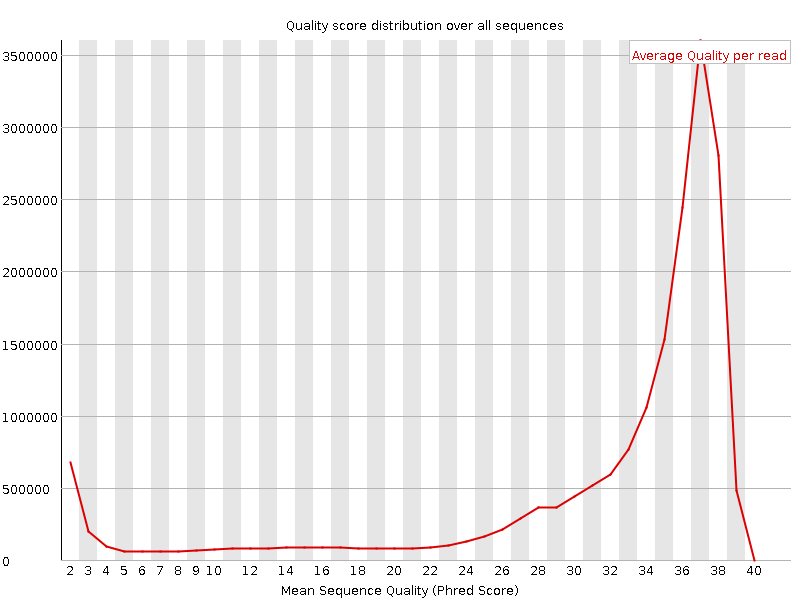 Quality score distribution over all sequences
Average Quality per read
3500000
3000000
2500000
2000000
1500000
1000000
500000
0
2 3 4 5 6 7 8 9 10 12 14 16 18 20 22 24 26 28 30 32 34 36 38 40
Mean Sequence Quality (Phred Score)